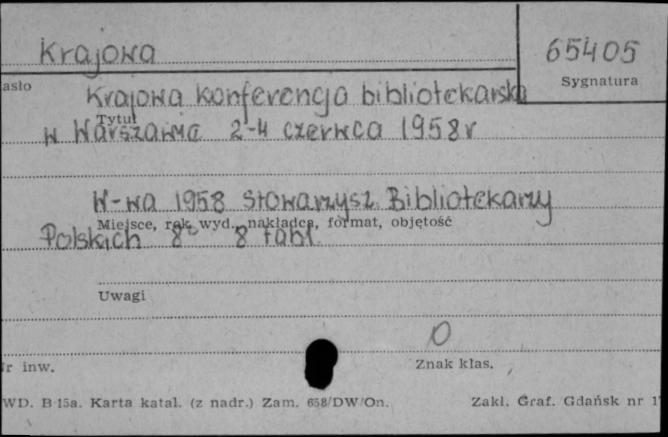 Krajowa
65405
asło
Sygnatura
Krajowa konferencja bibliotekarska
Tytuł
w Warszawie 2-4 czerwca 1958 r
W-wa 1958 Stowarzysz. Bibliotekarzy
Miejsce, rok wyd., nakładca, format, objętość
Polskich 8° 8 tabl.
Uwagi
0
r inw.
Znak klas.
WD. B-15a. Karta katal. (z nadr.) Zam. 658/DW/On.
Zakł. Graf. Gdańsk nr 1